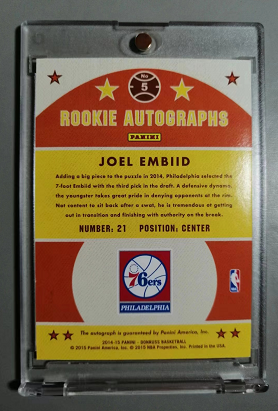 No
5
ROOKIE AUTOGRAPHS
PANINI
JOEL EMBIID
Adding a big piece to the puzzle in 2014, Philadelphia selected the
7-foot Embiid with the third pick in the draft. A defensive dynamo,
the youngster takes great pride in denying opponents at the rim.
Not content to sit back after a swat, he is tremendous at getting
out in transition and finishing with authority on the break.
NUMBER: 21 POSITION: CENTER
76ers
PHILADELPHIA
The autograph is guaranteed by Panini America, Inc.
2014-15 PANINI - DONRUSS BASKETBALL
© 2015 Panini America, Inc. © 2015 NBA Properties, Inc. Printed in the USA.